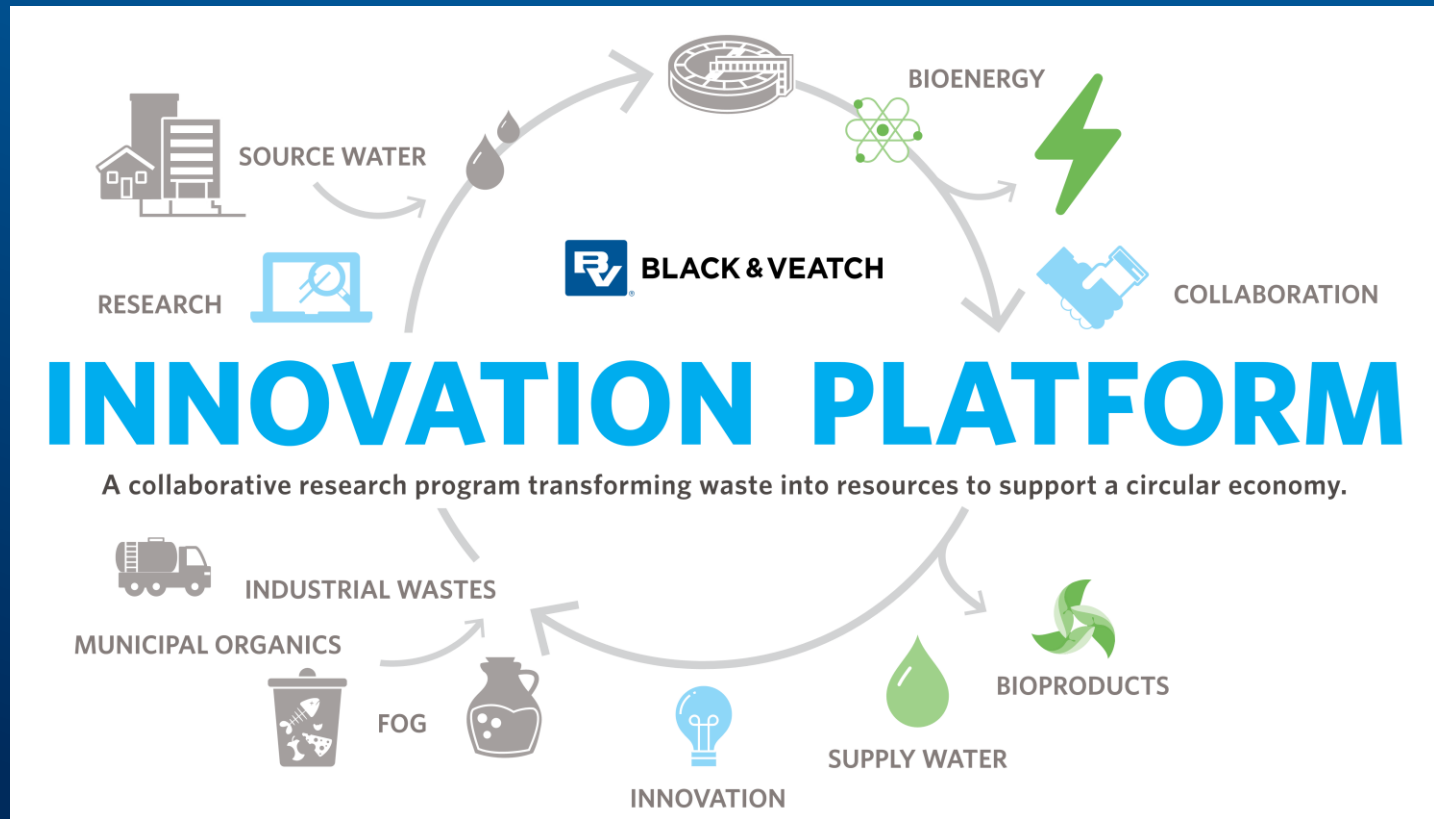 BIOENERGY
SOURCE WATER
BV BLACK & VEATCH
RESEARCH
COLLABORATION
INNOVATION PLATFORM
A collaborative research program transforming waste into resources to support a circular economy.
INDUSTRIAL WASTES
MUNICIPAL ORGANICS
BIOPRODUCTS
FOG
SUPPLY WATER
INNOVATION